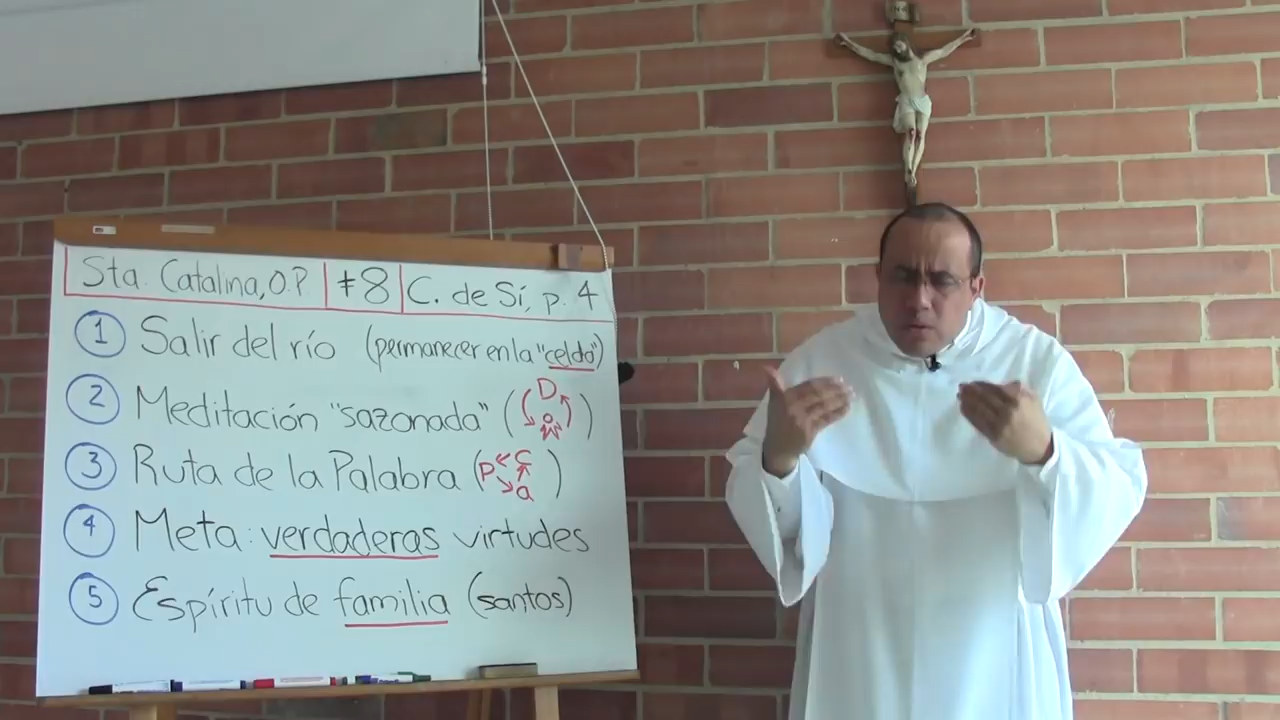 Sta. Catalina, O.P #8 C. de Sí, p. 4
1 Salir del río (permanecer en la "celda")
2 Meditación "sazonada" ( D )
3 Ruta de la Palabra ( P C a )
4 Meta: verdaderas virtudes
5 Espíritu de familia (santos)